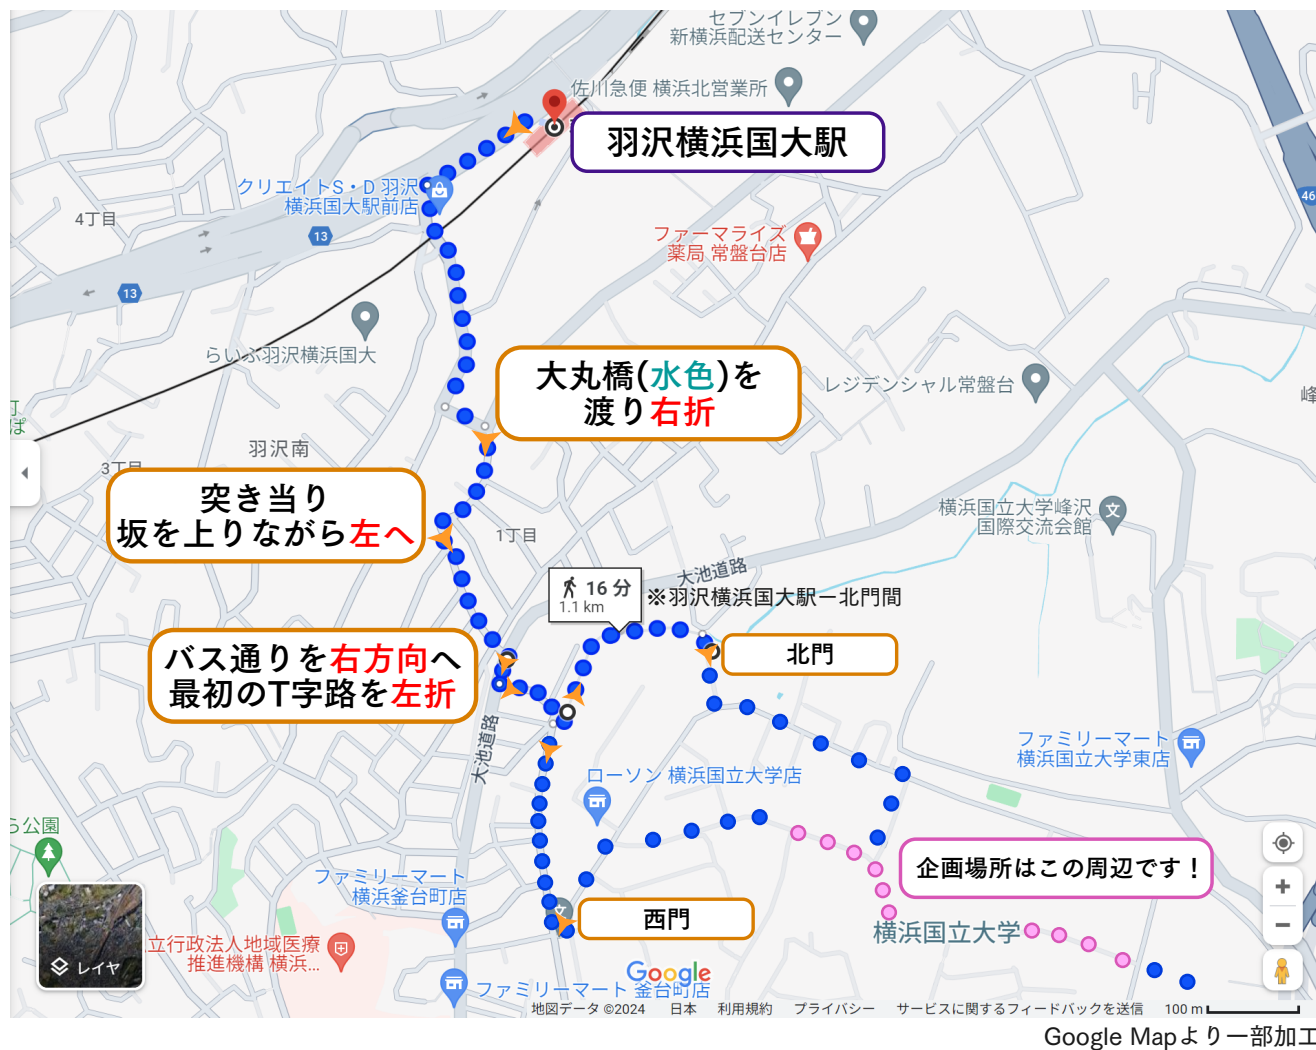 セブンイレブン
新横浜配送センター
佐川急便 横浜北営業所
羽沢横浜国大駅
クリエイトS・D 羽沢
横浜国大駅前店
4丁目
13
13
46
ファーマライズ
薬局 常盤台店
らいふ羽沢横浜国大
大丸橋(水色)を
渡り右折
レジデンシャル常盤台
峰
町
ぽ
羽沢南
3丁目
突き当り
坂を上りながら左へ
1丁目
横浜国立大学峰沢
国際交流会館
大池道路
16 分
1.1 km
※羽沢横浜国大駅ー北門間
北門
バス通りを右方向へ
最初のT字路を左折
大池道路
ファミリーマート
横浜国立大学東店
ローソン 横浜国立大学店
ら公園
企画場所はこの周辺です！
ファミリーマート
横浜釜台町店
西門
横浜国立大学
立行政法人地域医療
推進機構 横浜...
レイヤ
Google
ファミリーマート 釜台町店
地図データ ©2024 日本 利用規約 プライバシー サービスに関するフィードバックを送信 100 m
Google Mapより一部加工